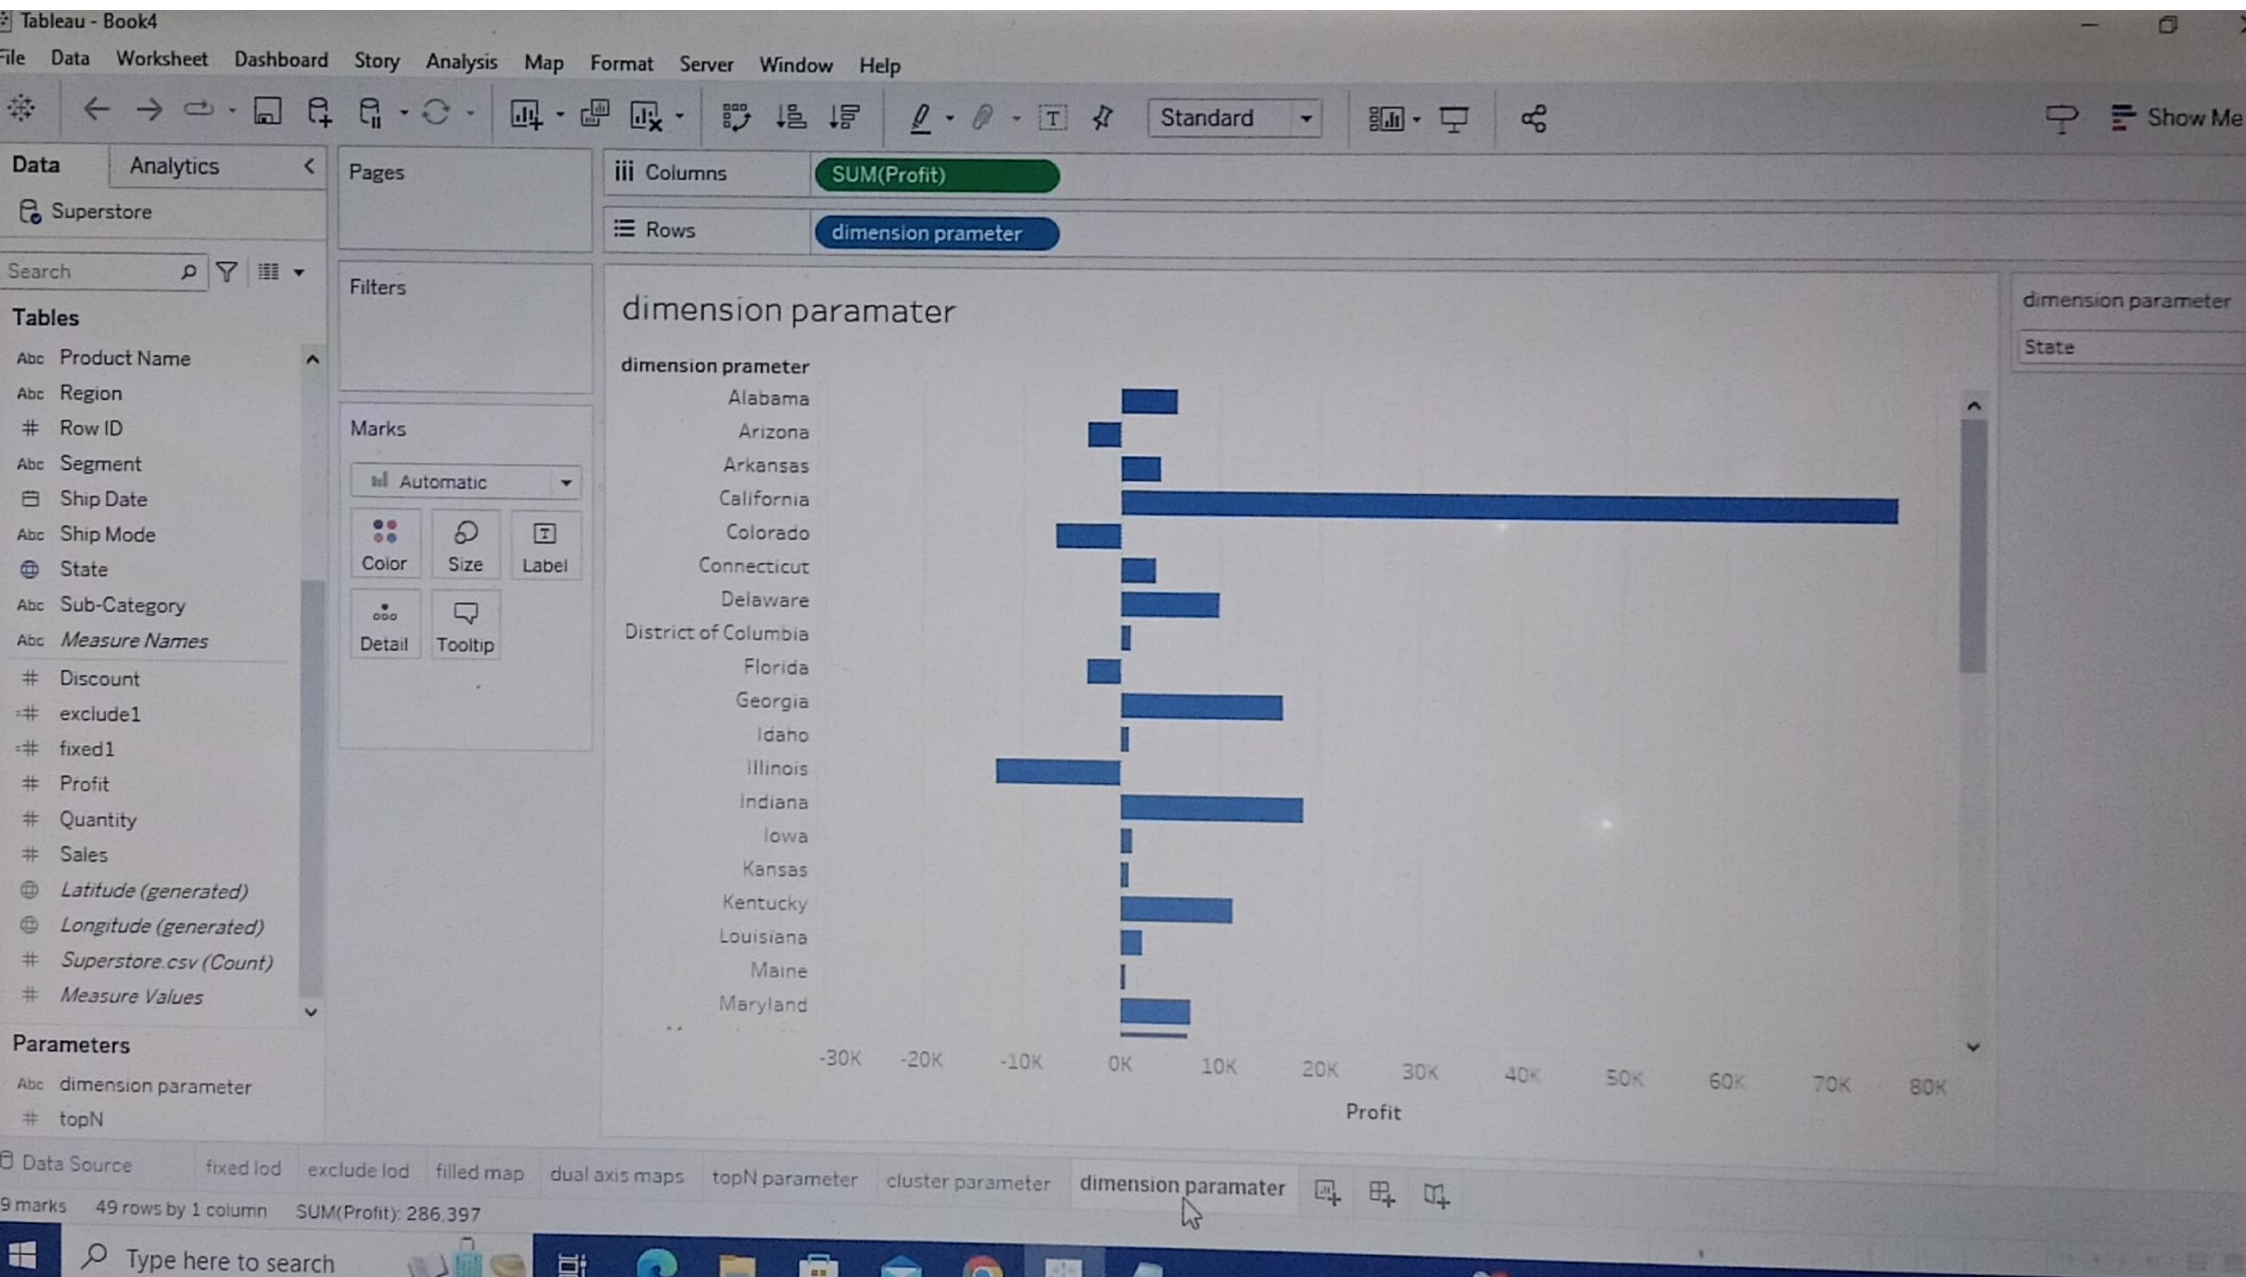 Tableau - Book4
File Data Worksheet Dashboard Story Analysis Map Format Server Window Help
Standard
Show Me
Data Analytics
Superstore
Search
Tables
Abc Product Name
Abc Region
# Row ID
Abc Segment
Ship Date
Abc Ship Mode
State
Abc Sub-Category
Abc Measure Names
# Discount
=# exclude1
=# fixed1
# Profit
# Quantity
# Sales
Latitude (generated)
Longitude (generated)
# Superstore.csv (Count)
# Measure Values
Parameters
Abc dimension parameter
# topN
Pages
Filters
Marks
Automatic
Color Size Label
Detail Tooltip
Columns SUM(Profit)
Rows dimension prameter
dimension paramater
dimension prameter
Alabama
Arizona
Arkansas
California
Colorado
Connecticut
Delaware
District of Columbia
Florida
Georgia
Idaho
Illinois
Indiana
Iowa
Kansas
Kentucky
Louisiana
Maine
Maryland
-30K -20K -10K 0K 10K 20K 30K 40K 50K 60K 70K 80K
Profit
dimension parameter
State
Data Source fixed lod exclude lod filled map dual axis maps topN parameter cluster parameter dimension paramater
9 marks 49 rows by 1 column SUM(Profit): 286,397
Type here to search